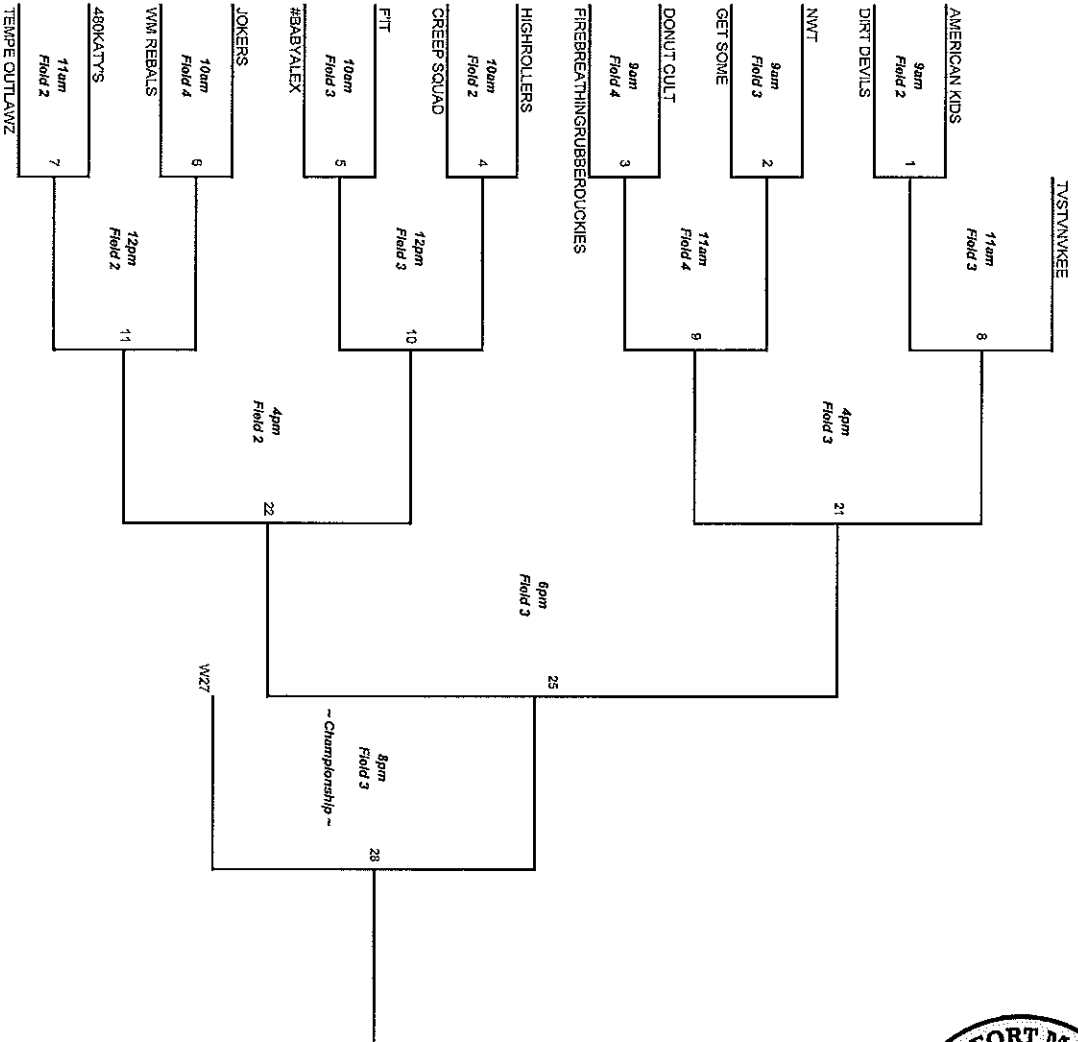 TVSTVNVKEE
AMERICAN KIDS
9am
Field 2
1
DIRT DEVILS
11am
Field 3
8
NWT
9am
Field 3
2
GET SOME
11am
Field 4
9
DONUT CULT
9am
Field 4
3
FIREBREATHINGRUBBERDUCKIES
4pm
Field 3
21
HIGHROLLERS
10am
Field 2
4
CREEP SQUAD
12pm
Field 3
10
F'IT
10am
Field 3
5
#BABYALEX
4pm
Field 2
22
JOKERS
10am
Field 4
6
WM REBALS
12pm
Field 2
11
480KATY'S
11am
Field 2
7
TEMPE OUTLAWZ
6pm
Field 3
25
8pm
Field 3
~ Championship ~
28
W27
FORT